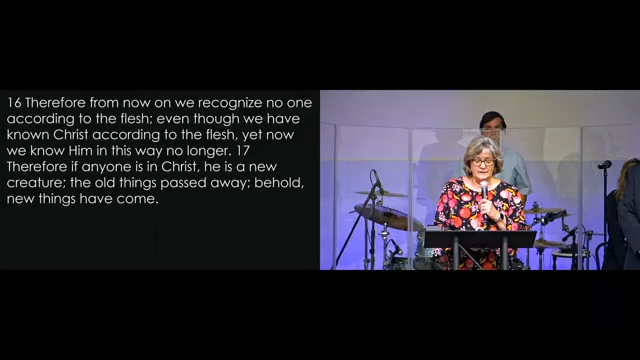 16 Therefore from now on we recognize no one
according to the flesh; even though we have
known Christ according to the flesh, yet now
we know Him in this way no longer. 17
Therefore if anyone is in Christ, he is a new
creature; the old things passed away; behold,
new things have come.